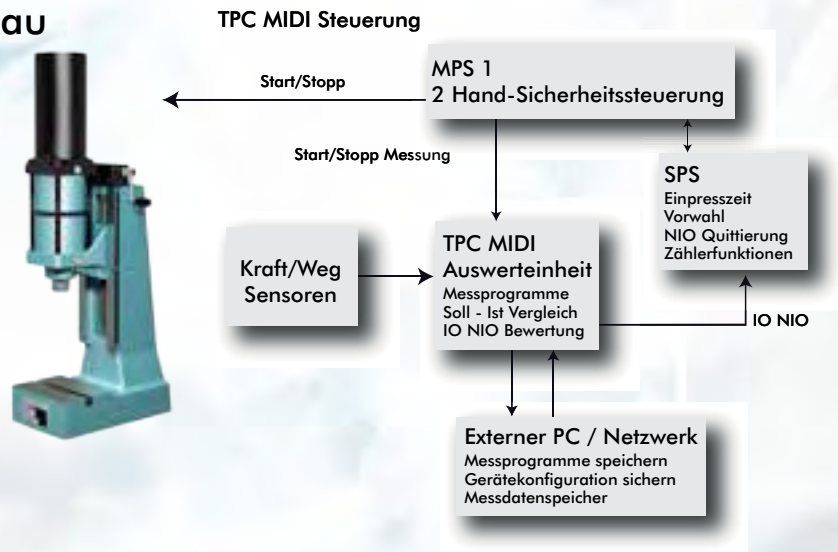 au
TPC MIDI Steuerung
MPS 1
2 Hand-Sicherheitssteuerung
Start/Stopp
Start/Stopp Messung
SPS
Einpresszeit
Vorwahl
NIO Quittierung
Zählerfunktionen
Kraft/Weg
Sensoren
TPC MIDI
Auswerteinheit
Messprogramme
Soll - Ist Vergleich
IO NIO Bewertung
IO NIO
Externer PC / Netzwerk
Messprogramme speichern
Gerätekonfiguration sichern
Messdatenspeicher